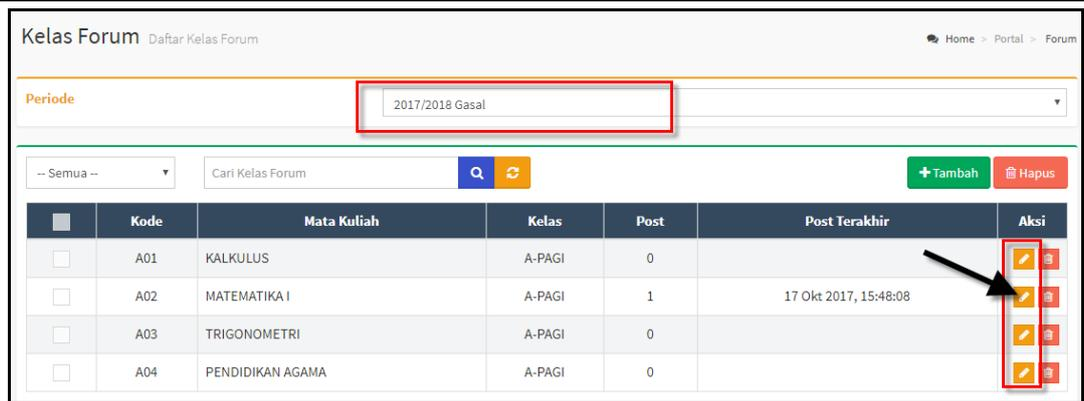 Kelas Forum Daftar Kelas Forum
Home > Portal > Forum
Periode
2017/2018 Gasal
-- Semua --
Cari Kelas Forum
Tambah
Hapus
Kode Mata Kuliah Kelas Post Post Terakhir Aksi
A01 KALKULUS A-PAGI 0
A02 MATEMATIKA I A-PAGI 1 17 Okt 2017, 15:48:08
A03 TRIGONOMETRI A-PAGI 0
A04 PENDIDIKAN AGAMA A-PAGI 0